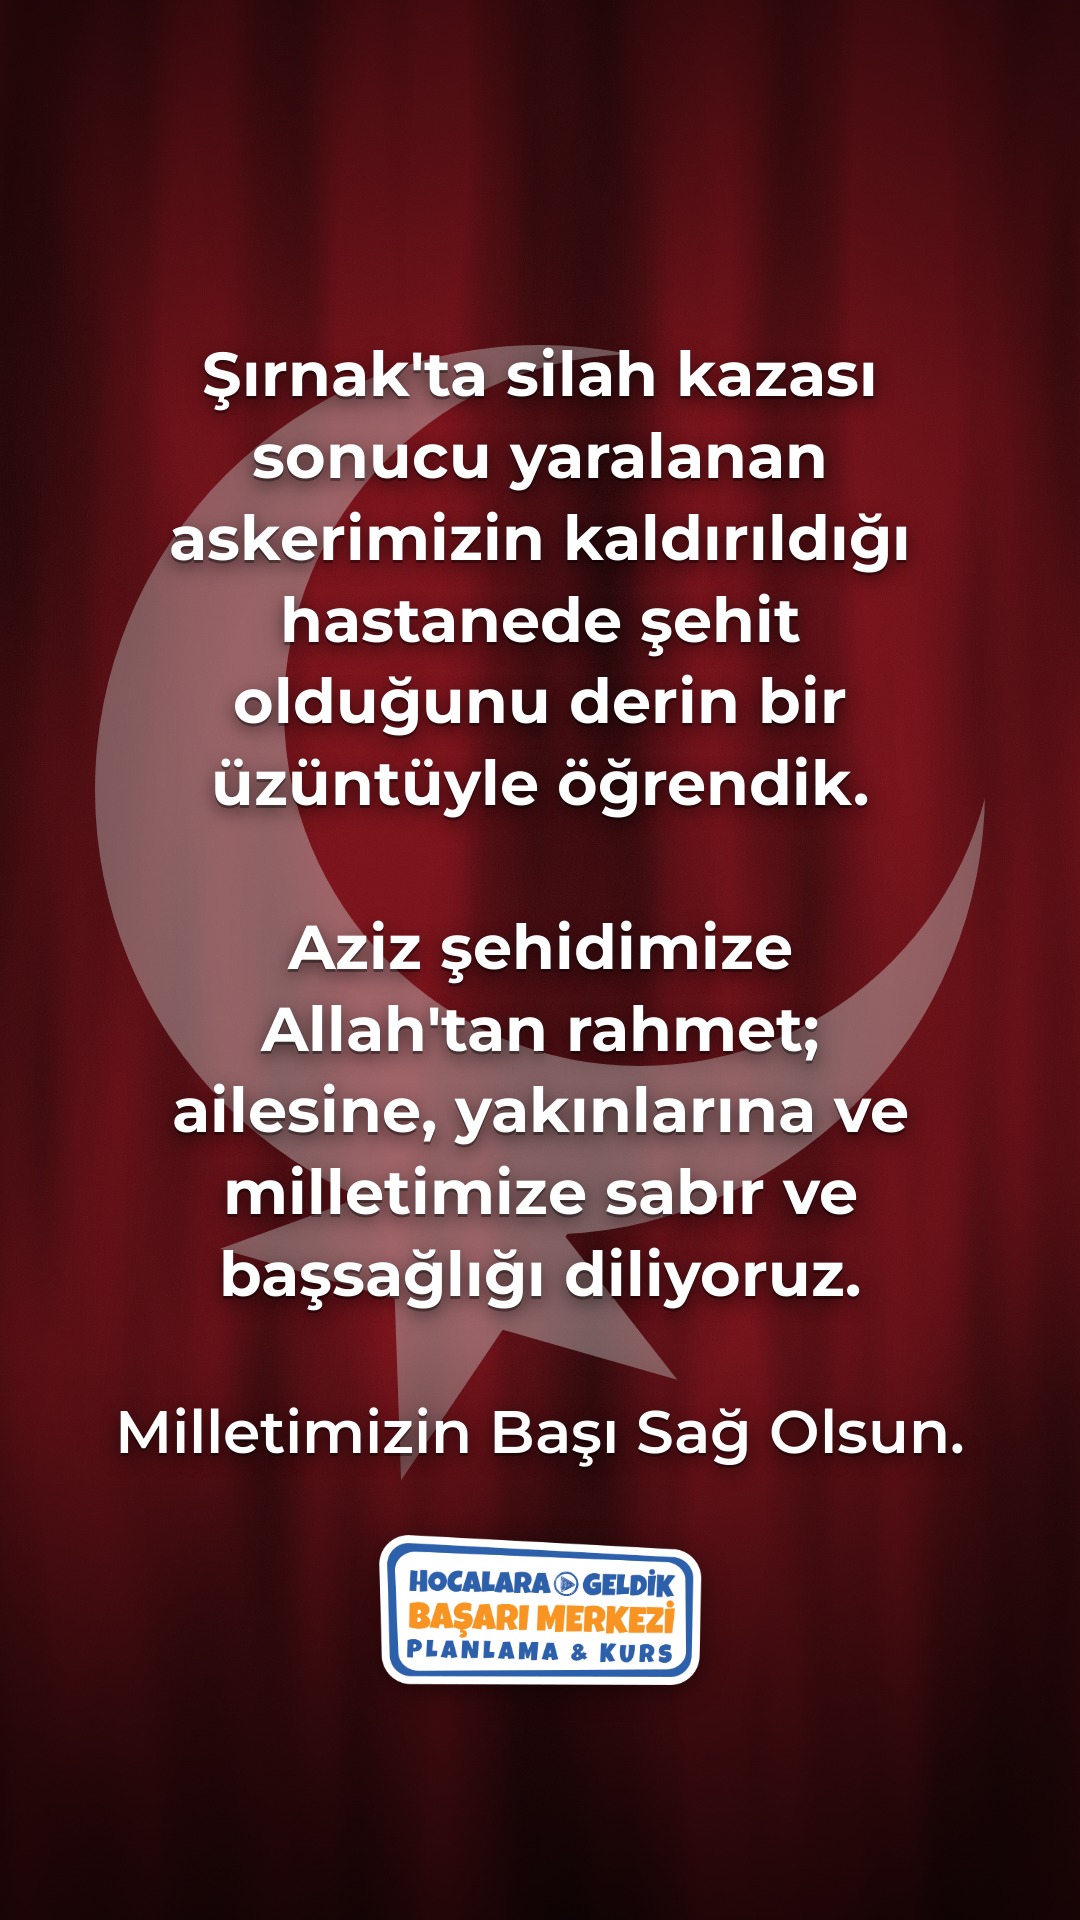 Şırnak'ta silah kazası
sonucu yaralanan
askerimizin kaldırıldığı
hastanede şehit
olduğunu derin bir
üzüntüyle öğrendik.
Aziz şehidimize
Allah'tan rahmet;
ailesine, yakınlarına ve
milletimize sabır ve
başsağlığı diliyoruz.
Milletimizin Başı Sağ Olsun.
HOCALARA GELDİK
BAŞARI MERKEZİ
PLANLAMA & KURS